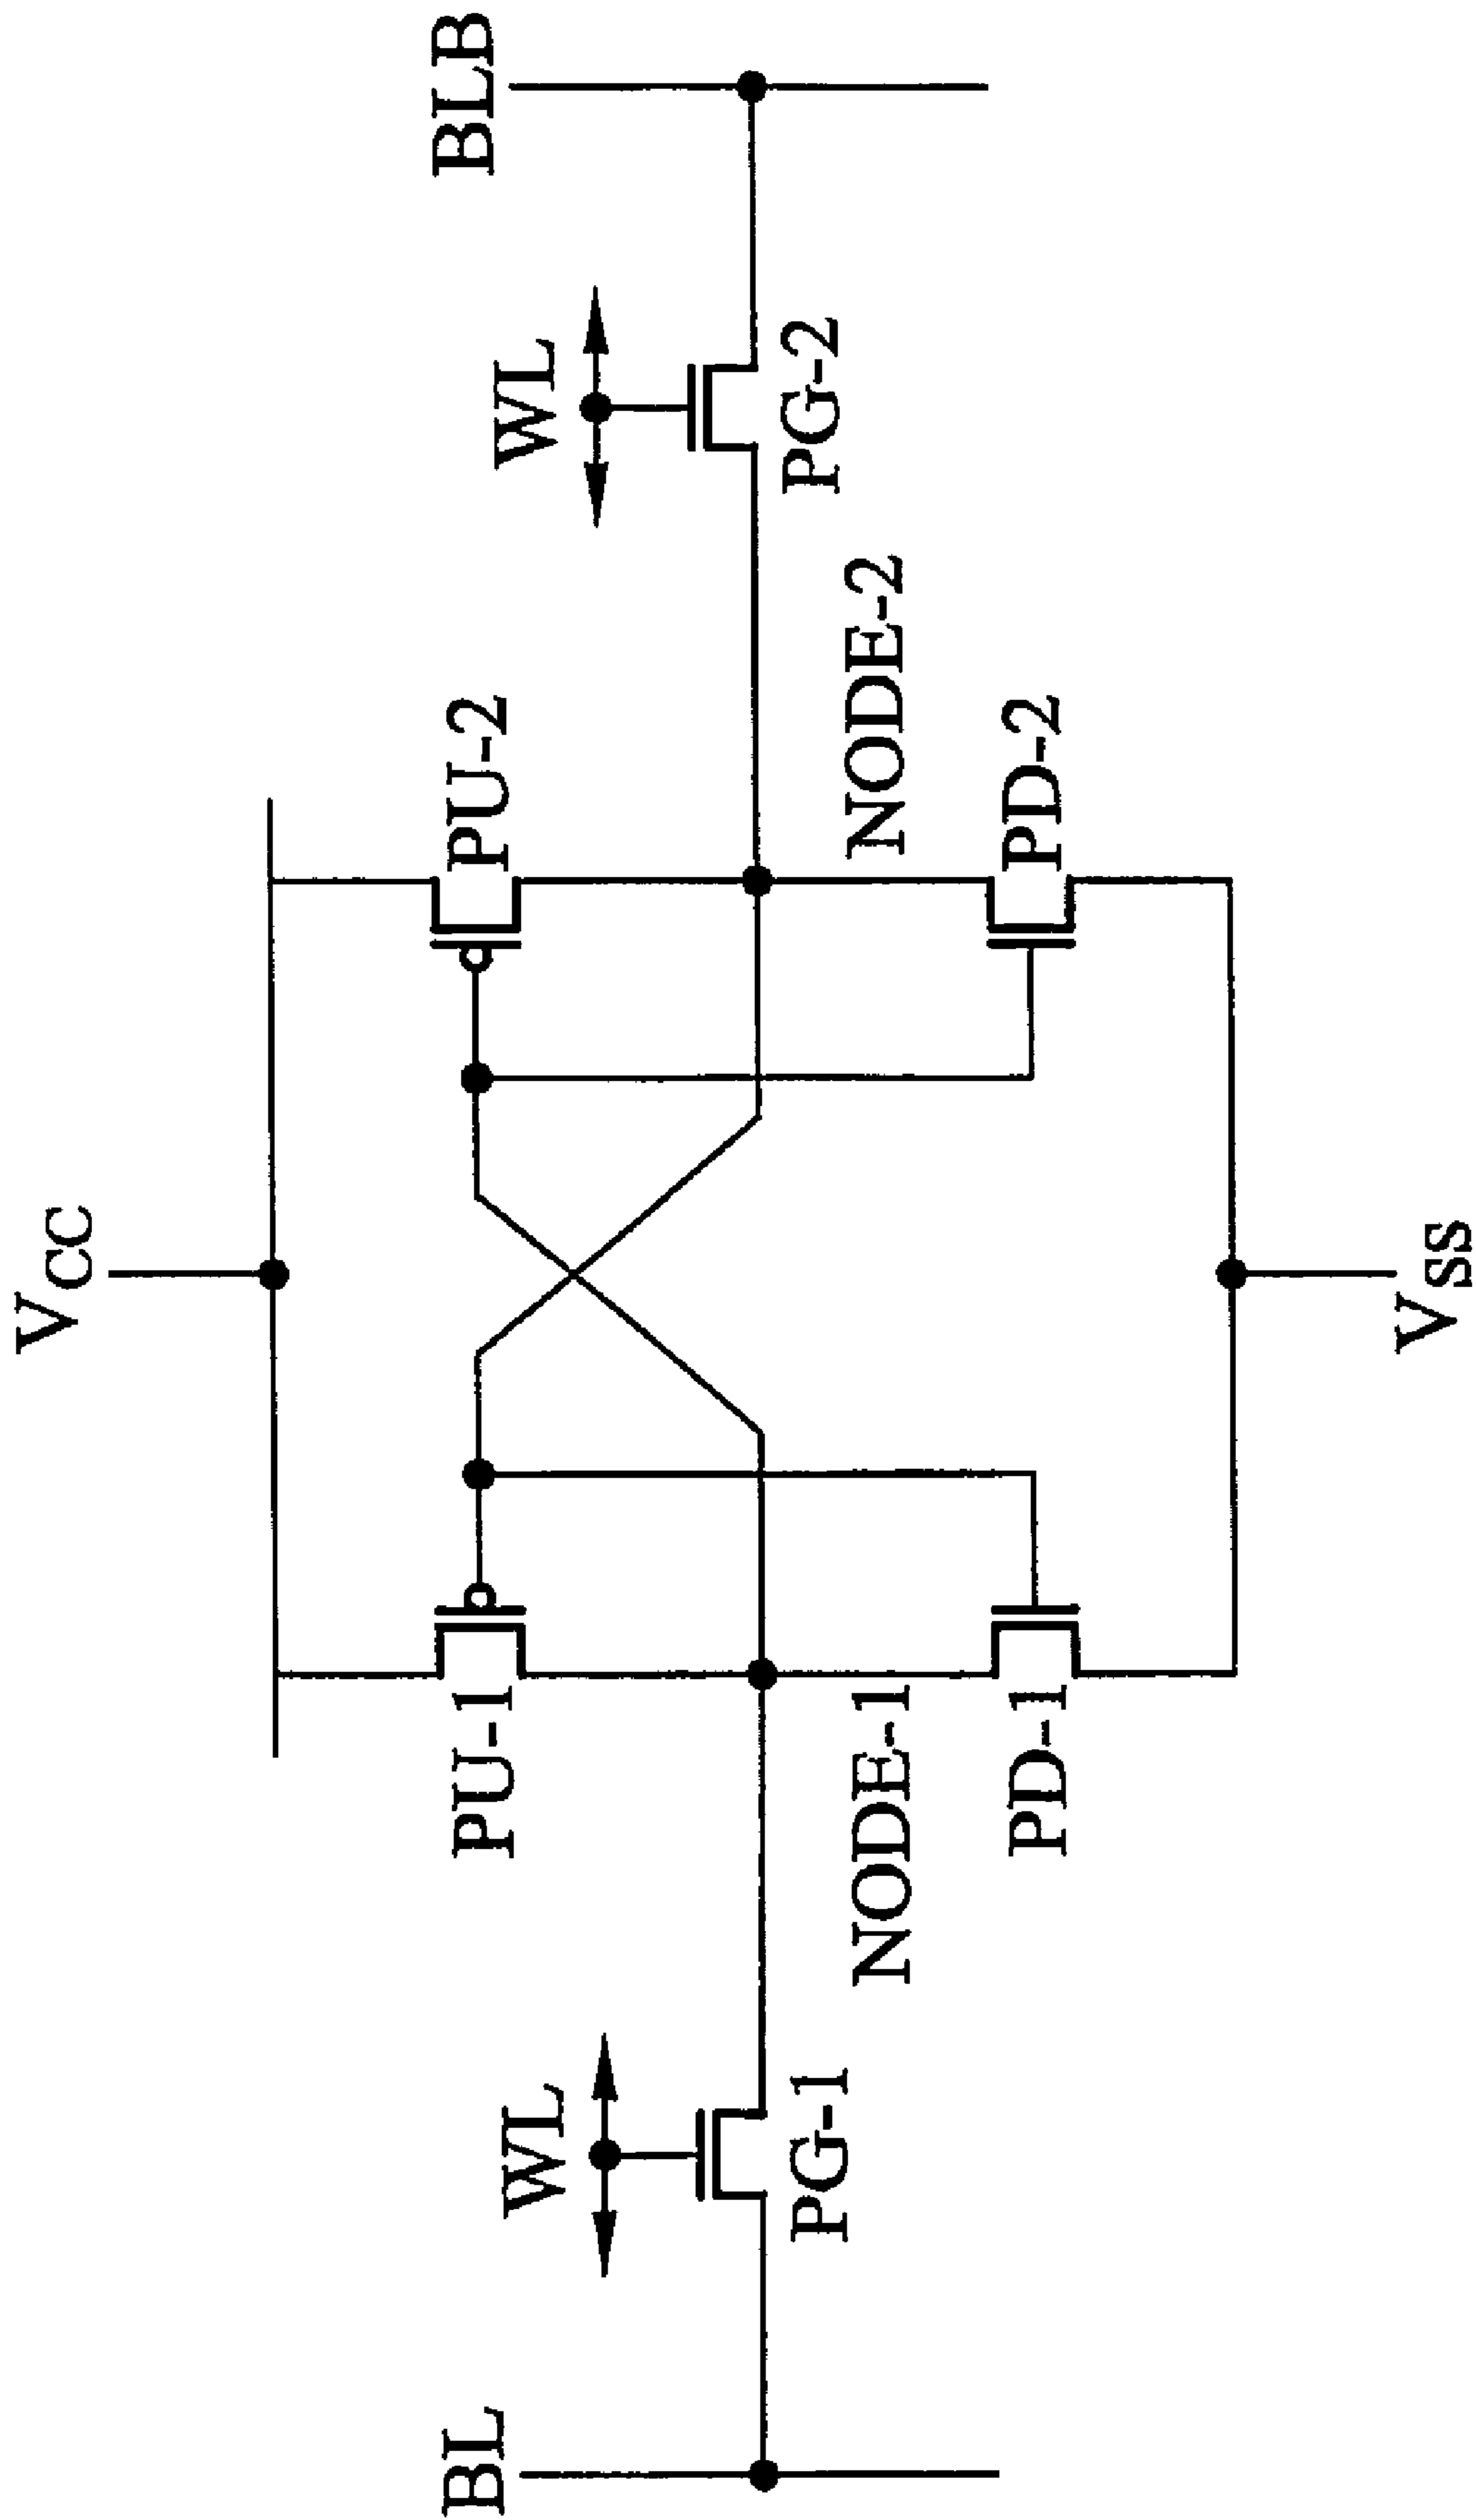 VCC
BL
WL
PU-1
PU-2
WL
BLB
PG-1
NODE-1
NODE-2
PG-2
PD-1
PD-2
VSS